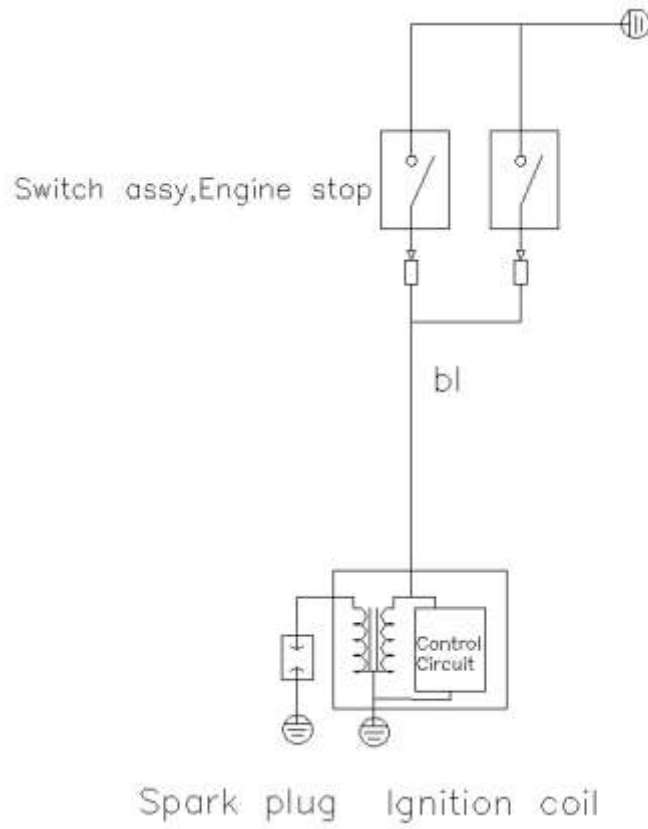 Switch assy,Engine stop
bl
Control
Circuit
Spark plug
Ignition coil